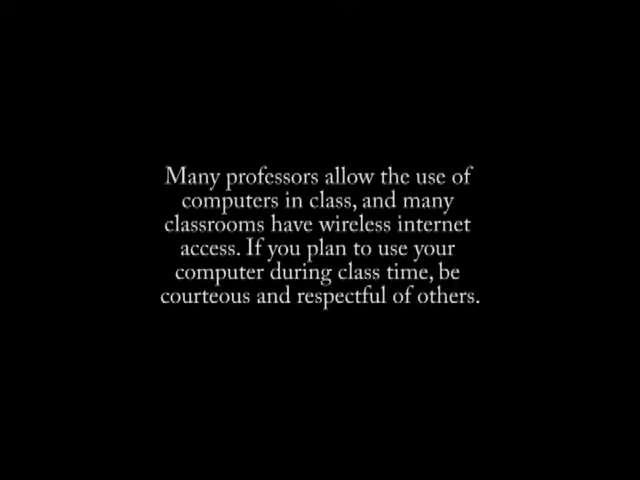 Many professors allow the use of
computers in class, and many
classrooms have wireless internet
access. If you plan to use your
computer during class time, be
courteous and respectful of others.